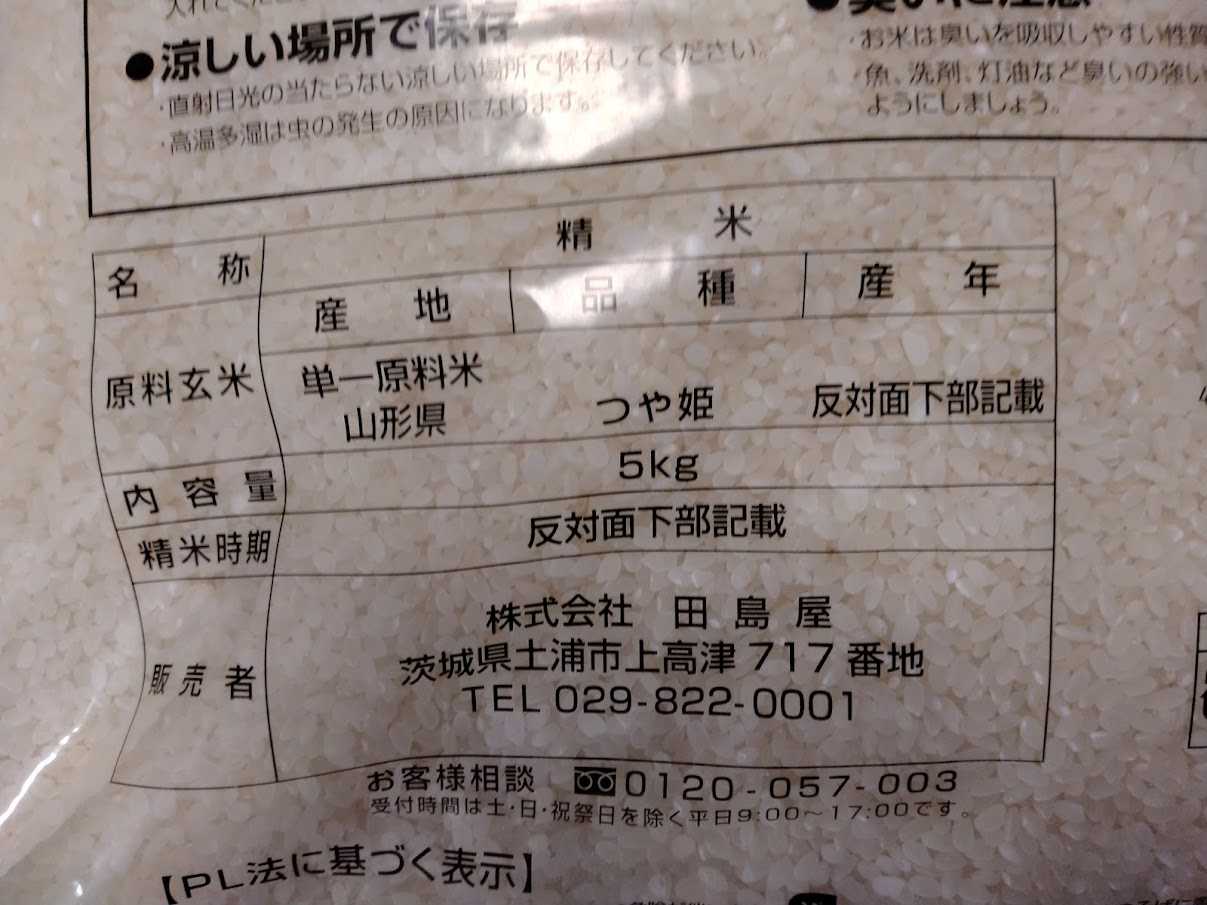 ●涼しい場所で保存
・直射日光の当たらない涼しい場所で保存してください。
・高温多湿は虫の発生の原因になります。
・お米は臭いを吸収しやすい性質
魚、洗剤、灯油など臭いの強い
ようにしましょう。
名称 精米
原料玄米 産地 品種 産年
単一原料米
山形県 つや姫 反対面下部記載
内容量 5kg
精米時期 反対面下部記載
販売者 株式会社 田島屋
茨城県土浦市上高津717番地
TEL 029-822-0001
お客様相談 0120-057-003
受付時間は土・日・祝祭日を除く平日9:00～17:00です。
【PL法に基づく表示】